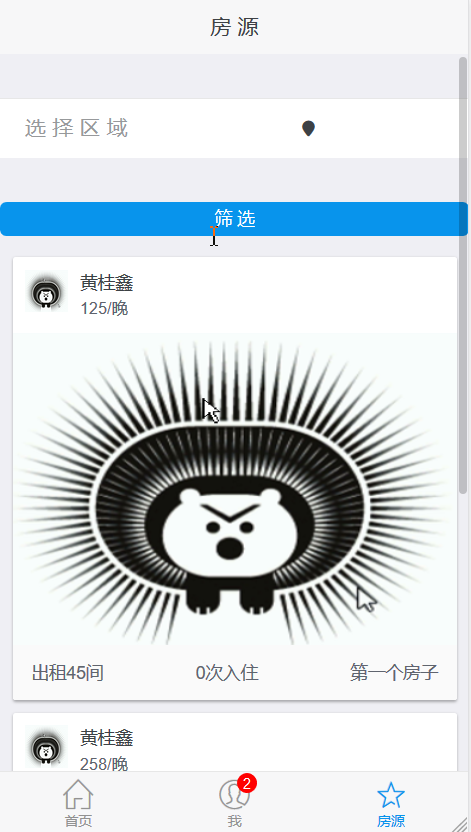 房源
选择区域
筛选
黄桂鑫
125/晚
出租45间 0次入住 第一个房子
黄桂鑫
258/晚
2
首页 我 房源